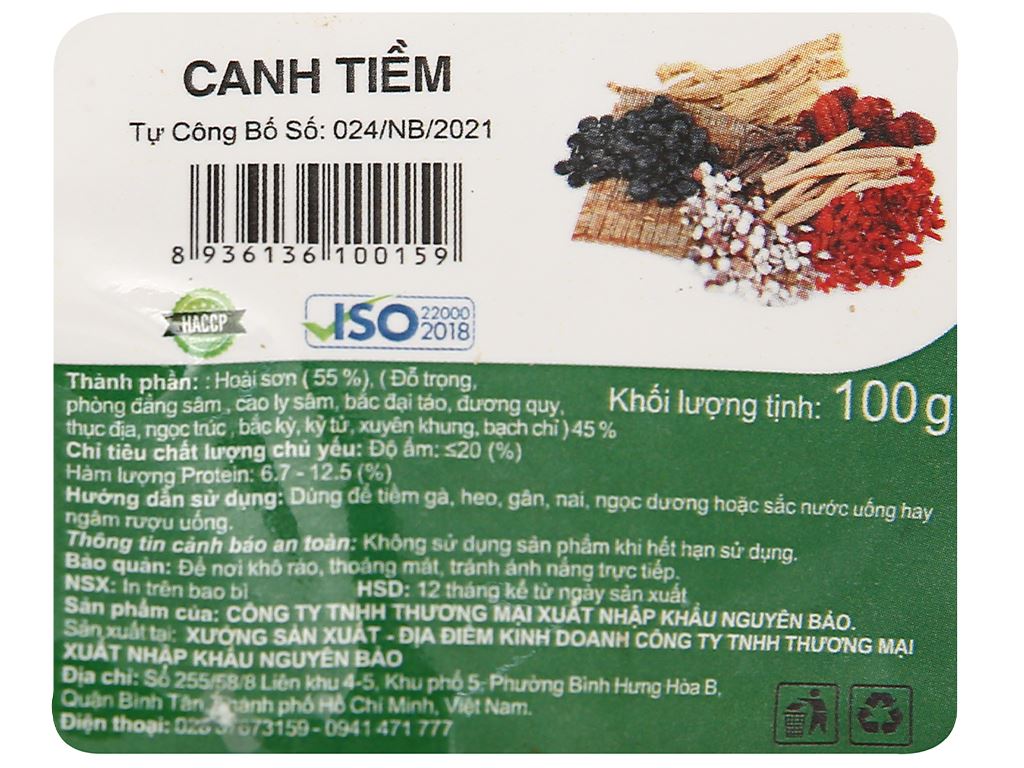 CANH TIỀM
Tự Công Bố Số: 024/NB/2021
8 936136 100159
HACCP
ISO 22000 2018
Thành phần: : Hoài sơn ( 55 %), ( Đỗ trọng,
phòng đảng sâm , cao ly sâm, bắc đại táo, đương quy,
thục địa, ngọc trúc , bắc kỳ, kỷ tử, xuyên khung, bạch chỉ ) 45 %
Khối lượng tịnh: 100 g
Chỉ tiêu chất lượng chủ yếu: Độ ẩm: ≤20 (%)
Hàm lượng Protein: 6.7 - 12.5 (%)
Hướng dẫn sử dụng: Dùng để tiềm gà, heo, gân, nai, ngọc dương hoặc sắc nước uống hay
ngâm rượu uống.
Thông tin cảnh báo an toàn: Không sử dụng sản phẩm khi hết hạn sử dụng.
Bảo quản: Để nơi khô ráo, thoáng mát, tránh ánh nắng trực tiếp.
NSX: In trên bao bì HSD: 12 tháng kể từ ngày sản xuất
Sản phẩm của: CÔNG TY TNHH THƯƠNG MẠI XUẤT NHẬP KHẨU NGUYÊN BẢO.
Sản xuất tại: XƯỞNG SẢN XUẤT - ĐỊA ĐIỂM KINH DOANH CÔNG TY TNHH THƯƠNG MẠI
XUẤT NHẬP KHẨU NGUYÊN BẢO
Địa chỉ: Số 255/58/8 Liên khu 4-5, Khu phố 5, Phường Bình Hưng Hòa B,
Quận Bình Tân, Thành phố Hồ Chí Minh, Việt Nam.
Điện thoại: - 0941 471 777